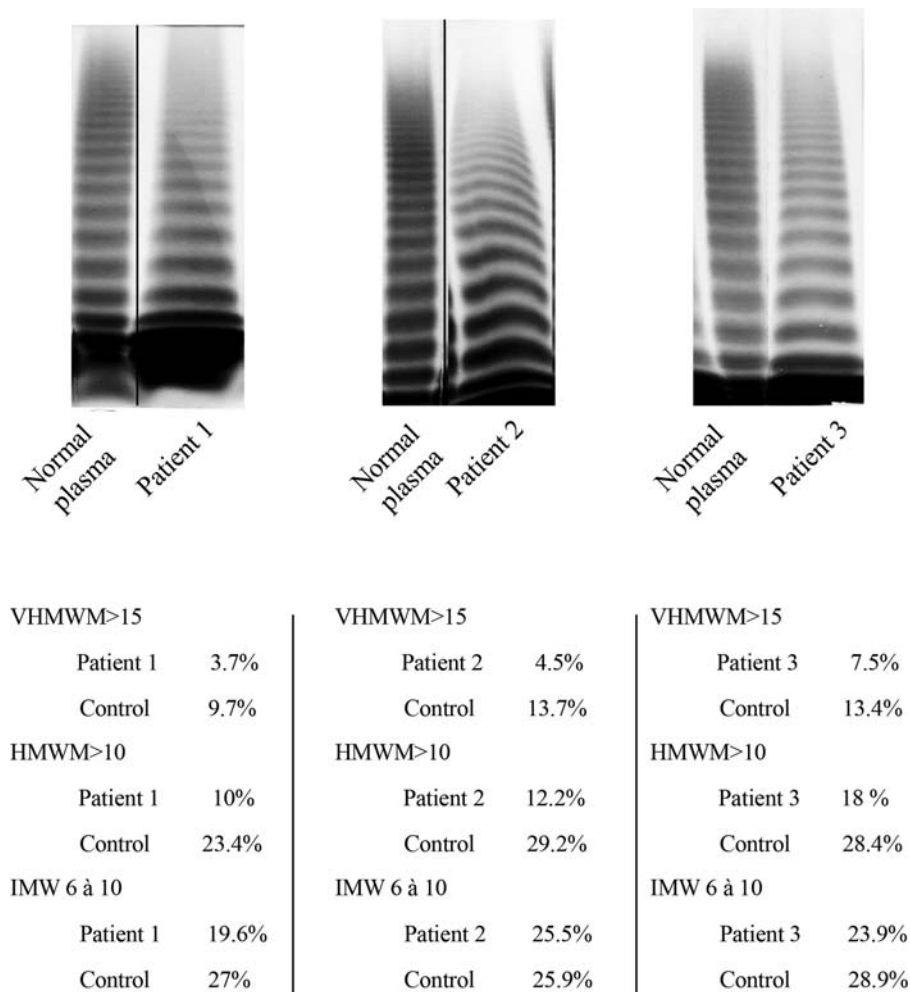 Normal plasma
Patient 1
Normal plasma
Patient 2
Normal plasma
Patient 3
VHMWM>15
Patient 1 3.7%
Control 9.7%
HMWM>10
Patient 1 10%
Control 23.4%
IMW 6 à 10
Patient 1 19.6%
Control 27%
VHMWM>15
Patient 2 4.5%
Control 13.7%
HMWM>10
Patient 2 12.2%
Control 29.2%
IMW 6 à 10
Patient 2 25.5%
Control 25.9%
VHMWM>15
Patient 3 7.5%
Control 13.4%
HMWM>10
Patient 3 18 %
Control 28.4%
IMW 6 à 10
Patient 3 23.9%
Control 28.9%